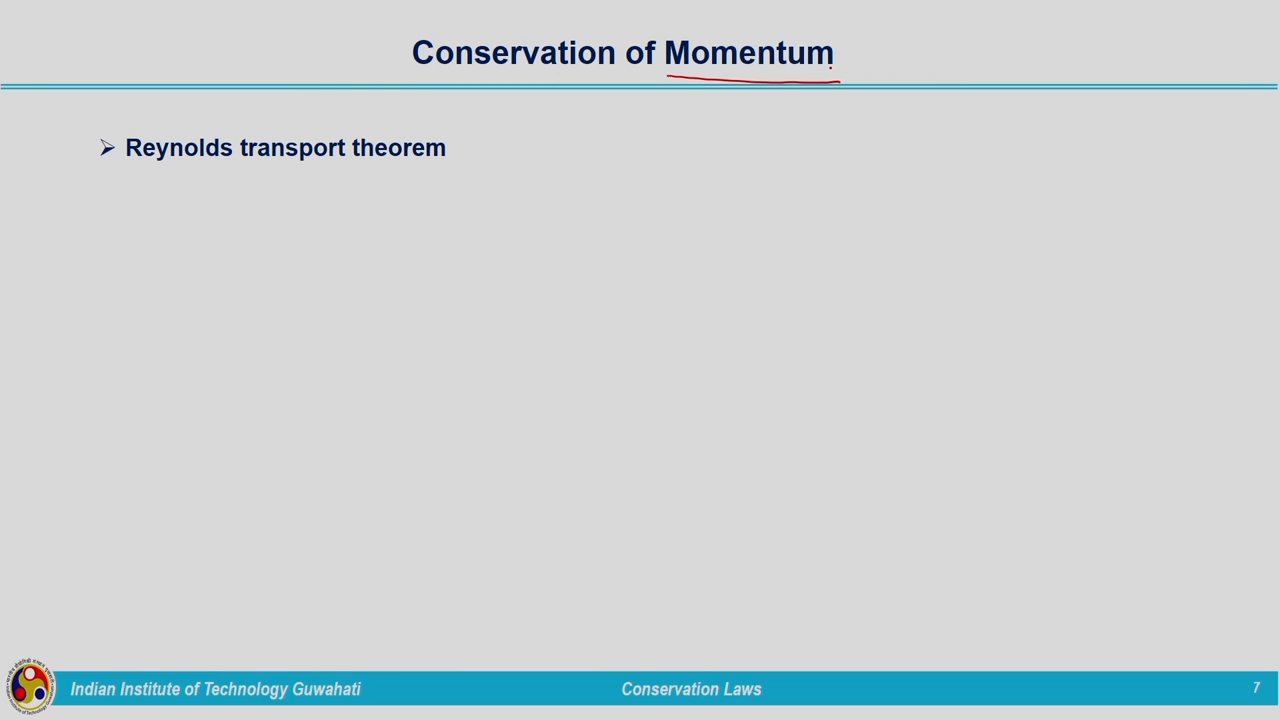 Conservation of Momentum
Reynolds transport theorem
Indian Institute of Technology Guwahati
Conservation Laws
7